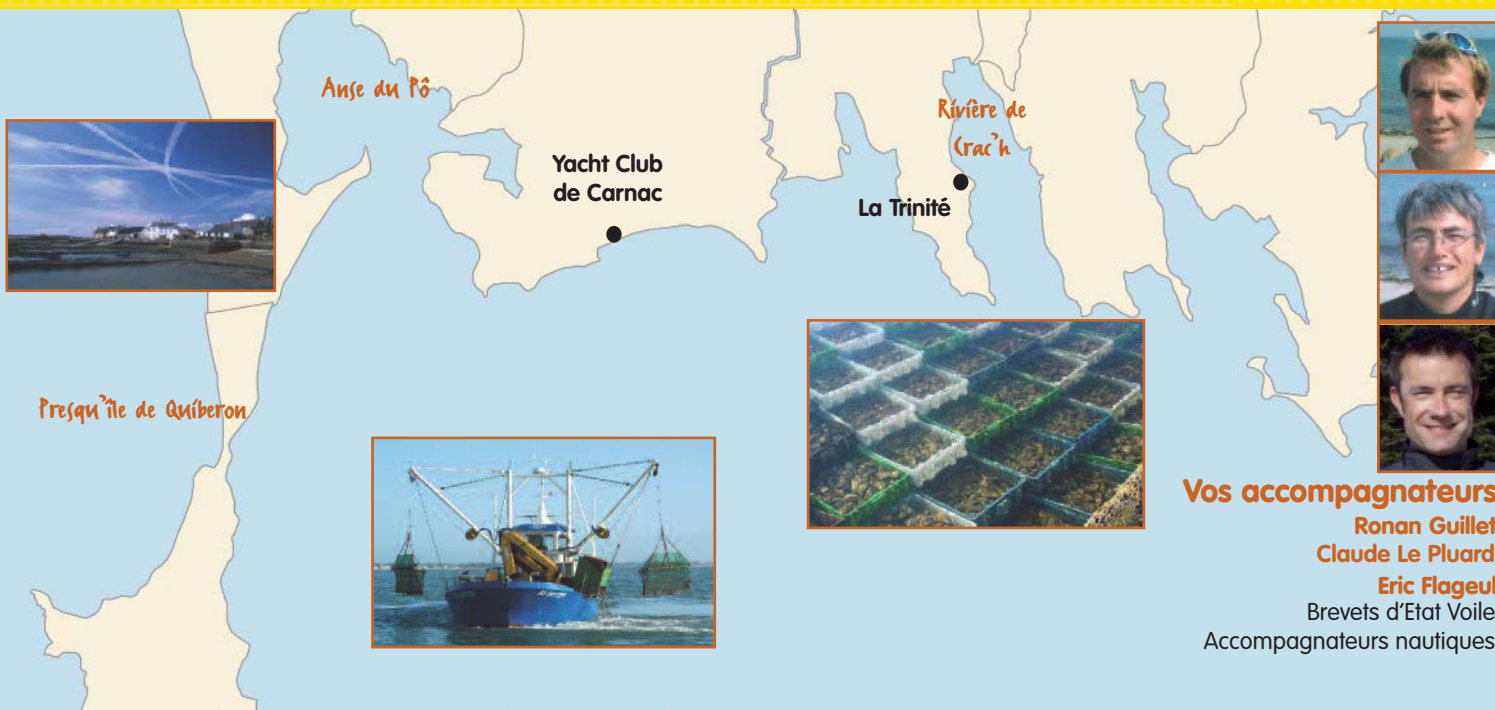 Anse du Pô
Rivière de
Crac'h
Yacht Club
de Carnac
La Trinité
Presqu'île de Quiberon
Vos accompagnateurs
Ronan Guillet
Claude Le Pluard
Eric Flageul
Brevets d'Etat Voile
Accompagnateurs nautiques